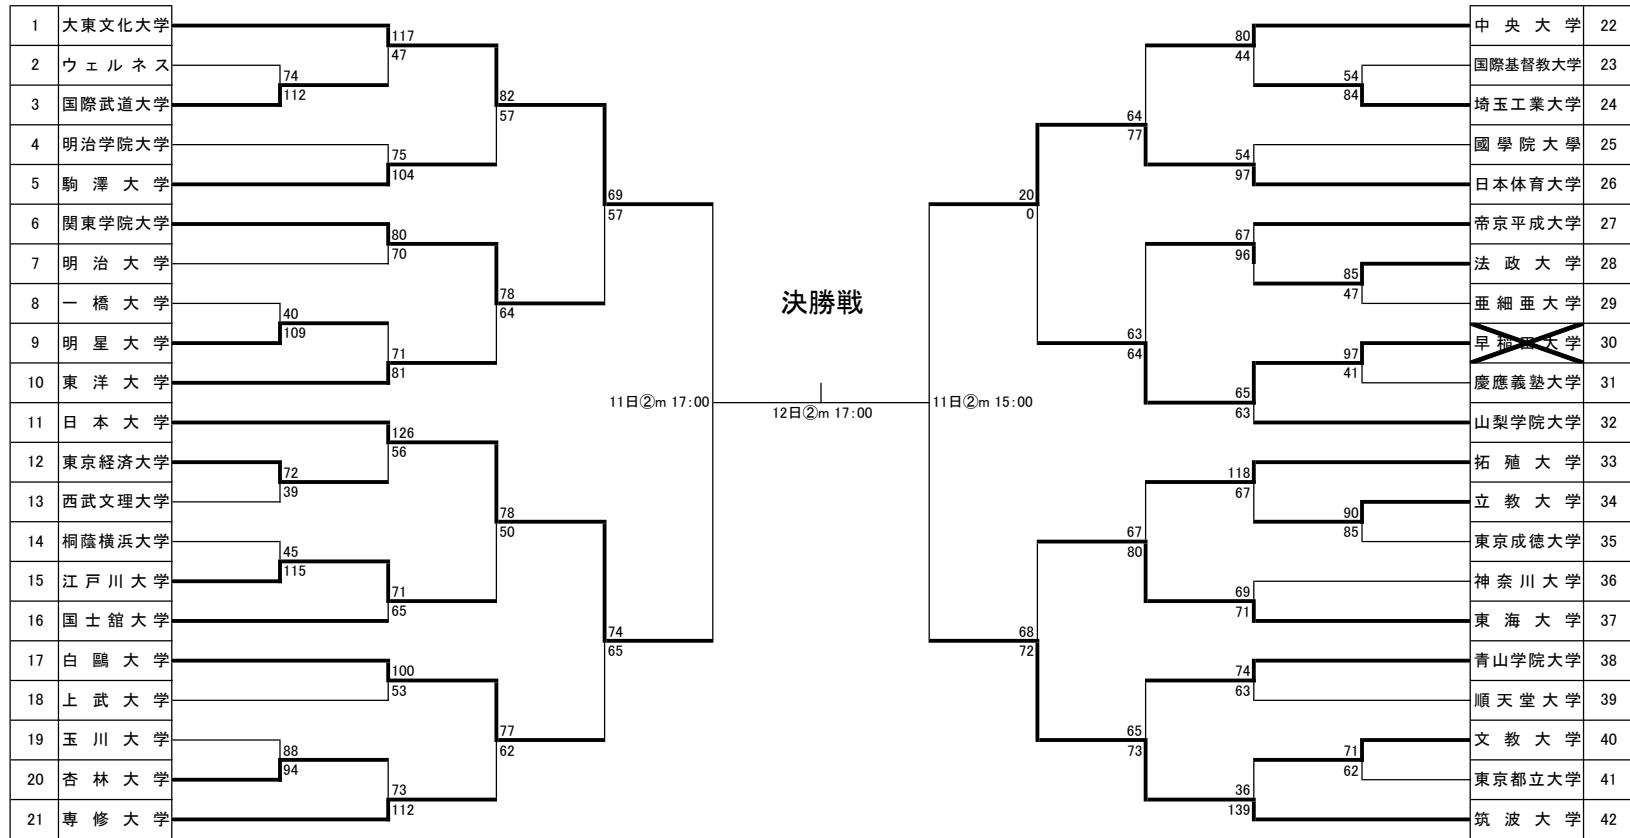 1 大東文化大学
2 ウェルネス
3 国際武道大学
4 明治学院大学
5 駒澤大学
6 関東学院大学
7 明治大学
8 一橋大学
9 明星大学
10 東洋大学
11 日本大学
12 東京経済大学
13 西武文理大学
14 桐蔭横浜大学
15 江戸川大学
16 国士舘大学
17 白鷗大学
18 上武大学
19 玉川大学
20 杏林大学
21 専修大学
74
112
40
109
72
39
45
115
88
94
117
47
75
104
80
70
71
81
126
56
71
65
100
53
73
112
82
57
78
64
78
50
77
62
69
57
74
65
決勝戦
11日②m 17:00
12日②m 17:00
11日②m 15:00
20
0
68
72
64
77
63
64
67
80
65
73
80
44
54
97
67
96
65
63
118
67
69
71
74
63
36
139
54
84
85
47
97
41
90
85
71
62
中央大学 22
国際基督教大学 23
埼玉工業大学 24
國學院大學 25
日本体育大学 26
帝京平成大学 27
法政大学 28
亜細亜大学 29
早稲田大学 30
慶應義塾大学 31
山梨学院大学 32
拓殖大学 33
立教大学 34
東京成徳大学 35
神奈川大学 36
東海大学 37
青山学院大学 38
順天堂大学 39
文教大学 40
東京都立大学 41
筑波大学 42